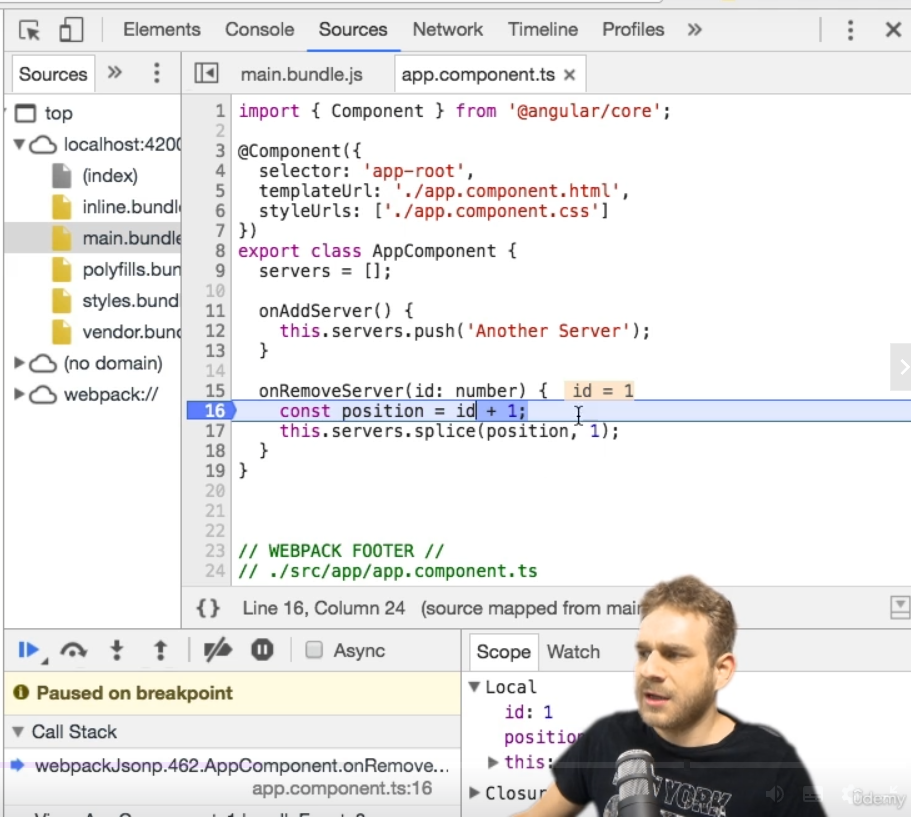 Elements Console Sources Network Timeline Profiles »
Sources » main.bundle.js app.component.ts ×
top
localhost:4200
(index)
inline.bundl
main.bundle
polyfills.bun
styles.bund
vendor.bund
(no domain)
webpack://
1 import { Component } from '@angular/core';
2
3 @Component({
4 selector: 'app-root',
5 templateUrl: './app.component.html',
6 styleUrls: ['./app.component.css']
7 })
8 export class AppComponent {
9 servers = [];
10
11 onAddServer() {
12 this.servers.push('Another Server');
13 }
14
15 onRemoveServer(id: number) { id = 1
16 const position = id + 1;
17 this.servers.splice(position, 1);
18 }
19 }
20
21
22
23 // WEBPACK FOOTER //
24 // ./src/app/app.component.ts
{} Line 16, Column 24 (source mapped from mai
Async
Paused on breakpoint
Call Stack
webpackJsonp.462.AppComponent.onRemove...
app.component.ts:16
Scope Watch
Local
id: 1
position
this:
Closur
NEW YORK
Udemy